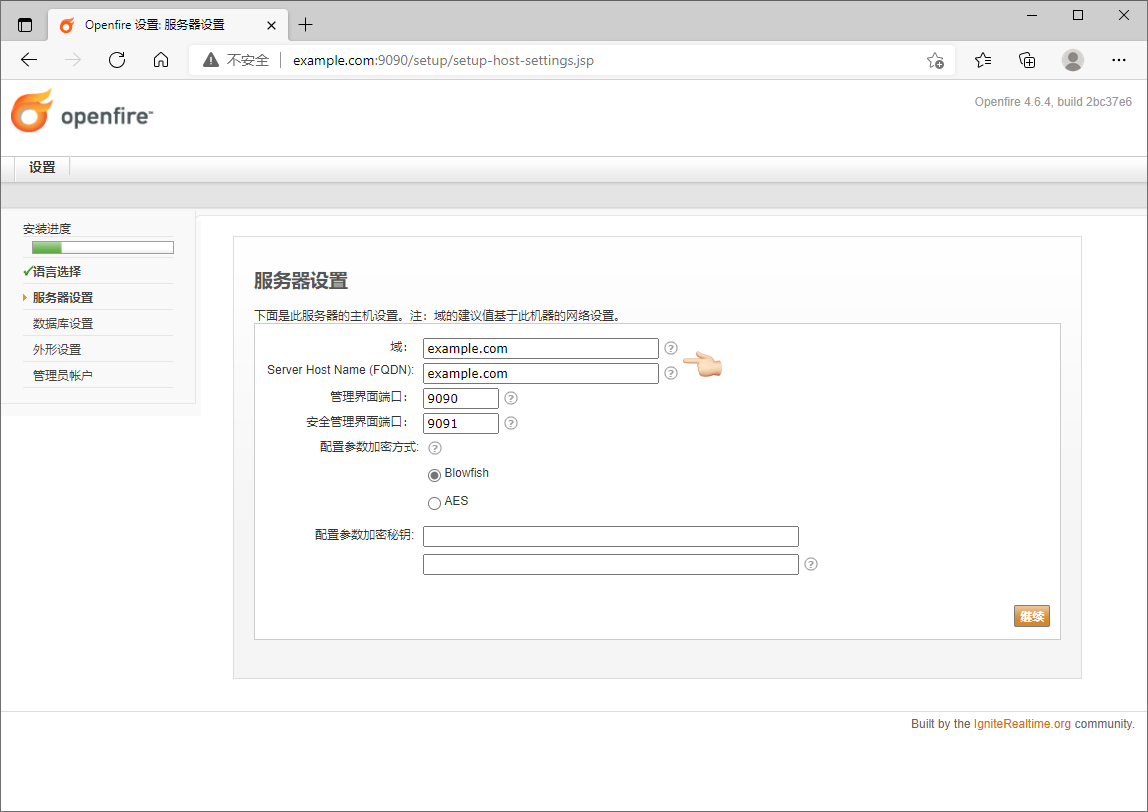 Openfire 设置: 服务器设置
不安全 example.com:9090/setup/setup-host-settings.jsp
openfire™
Openfire 4.6.4, build 2bc37e6
设置
安装进度
语言选择
服务器设置
数据库设置
外形设置
管理员帐户
服务器设置
下面是此服务器的主机设置。注：域的建议值基于此机器的网络设置。
域： example.com
Server Host Name (FQDN): example.com
管理界面端口： 9090
安全管理界面端口： 9091
配置参数加密方式:
Blowfish
AES
配置参数加密秘钥:
继续
Built by the IgniteRealtime.org community.